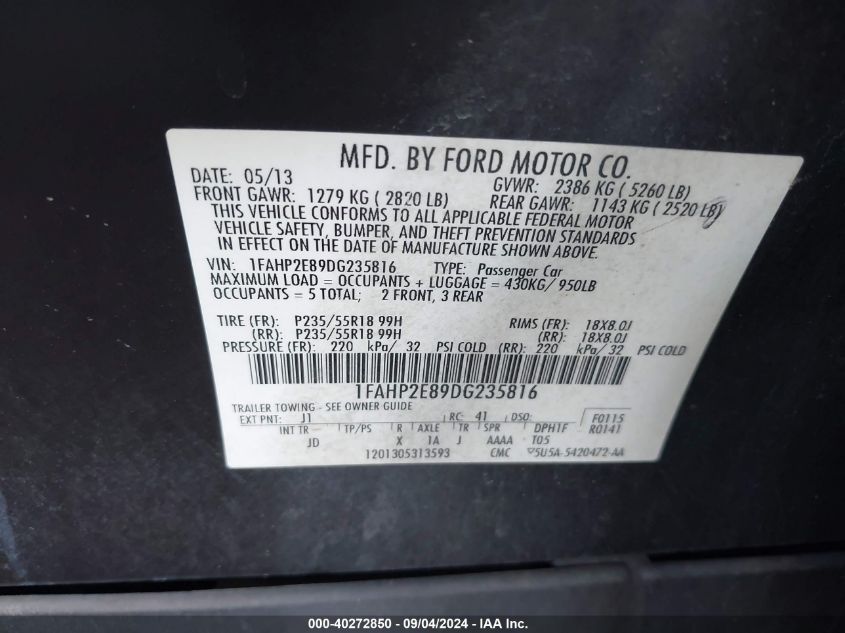 MFD. BY FORD MOTOR CO.
DATE: 05/13 GVWR: 2386 KG ( 5260 LB)
FRONT GAWR: 1279 KG ( 2820 LB) REAR GAWR: 1143 KG ( 2520 LB)
THIS VEHICLE CONFORMS TO ALL APPLICABLE FEDERAL MOTOR
VEHICLE SAFETY, BUMPER, AND THEFT PREVENTION STANDARDS
IN EFFECT ON THE DATE OF MANUFACTURE SHOWN ABOVE.
VIN: 1FAHP2E89DG235816 TYPE: Passenger Car
MAXIMUM LOAD = OCCUPANTS + LUGGAGE = 430KG/ 950LB
OCCUPANTS = 5 TOTAL; 2 FRONT, 3 REAR
TIRE (FR): P235/55R18 99H RIMS (FR): 18X8.0J
(RR): P235/55R18 99H (RR): 18X8.0J
PRESSURE (FR): 220 kPa/ 32 PSI COLD (RR): 220 kPa/ 32 PSI COLD
1FAHP2E89DG235816
TRAILER TOWING - SEE OWNER GUIDE
EXT PNT: J1 RC: 41 DSO: F0115
INT TR TP/PS R AXLE TR SPR DPH1F R0141
JD X 1A J AAAA T05
1201305313593 CMC ▽5U5A-5420472-AA
000-40272850 - 09/04/2024 - IAA Inc.